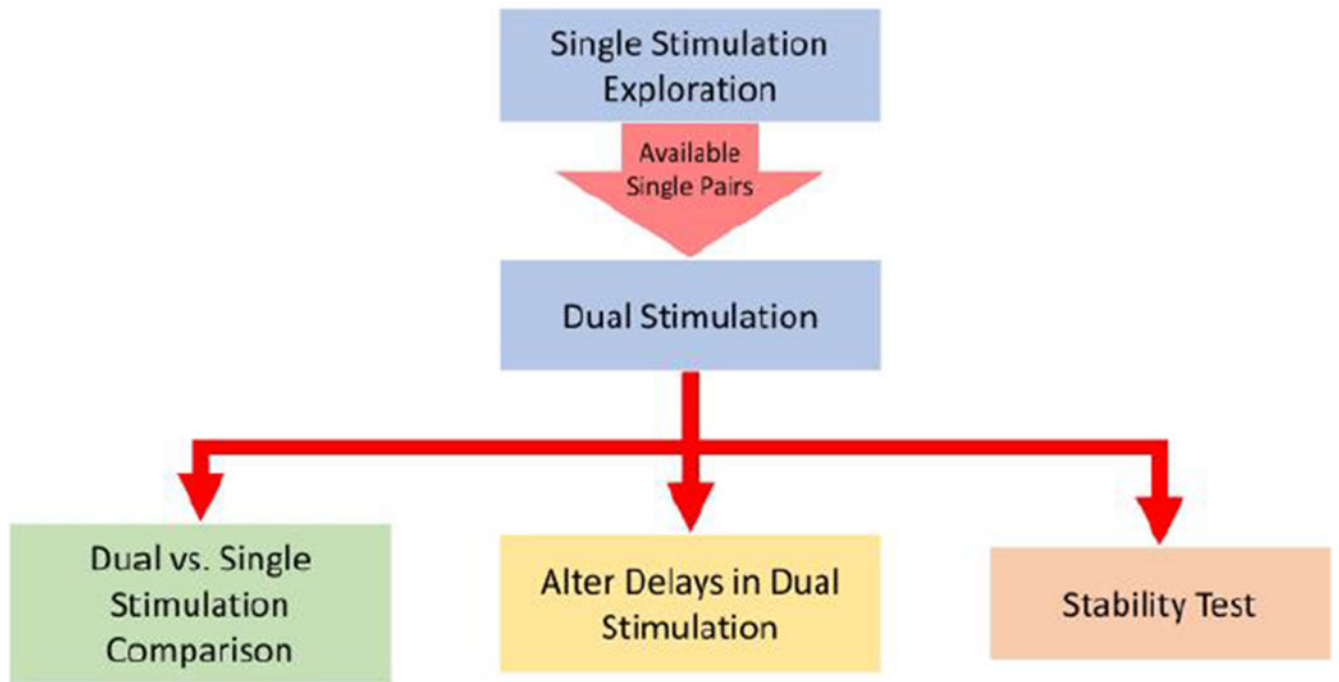 Single Stimulation
Exploration
Available
Single Pairs
Dual Stimulation
Dual vs. Single
Stimulation
Comparison
Alter Delays in Dual
Stimulation
Stability Test